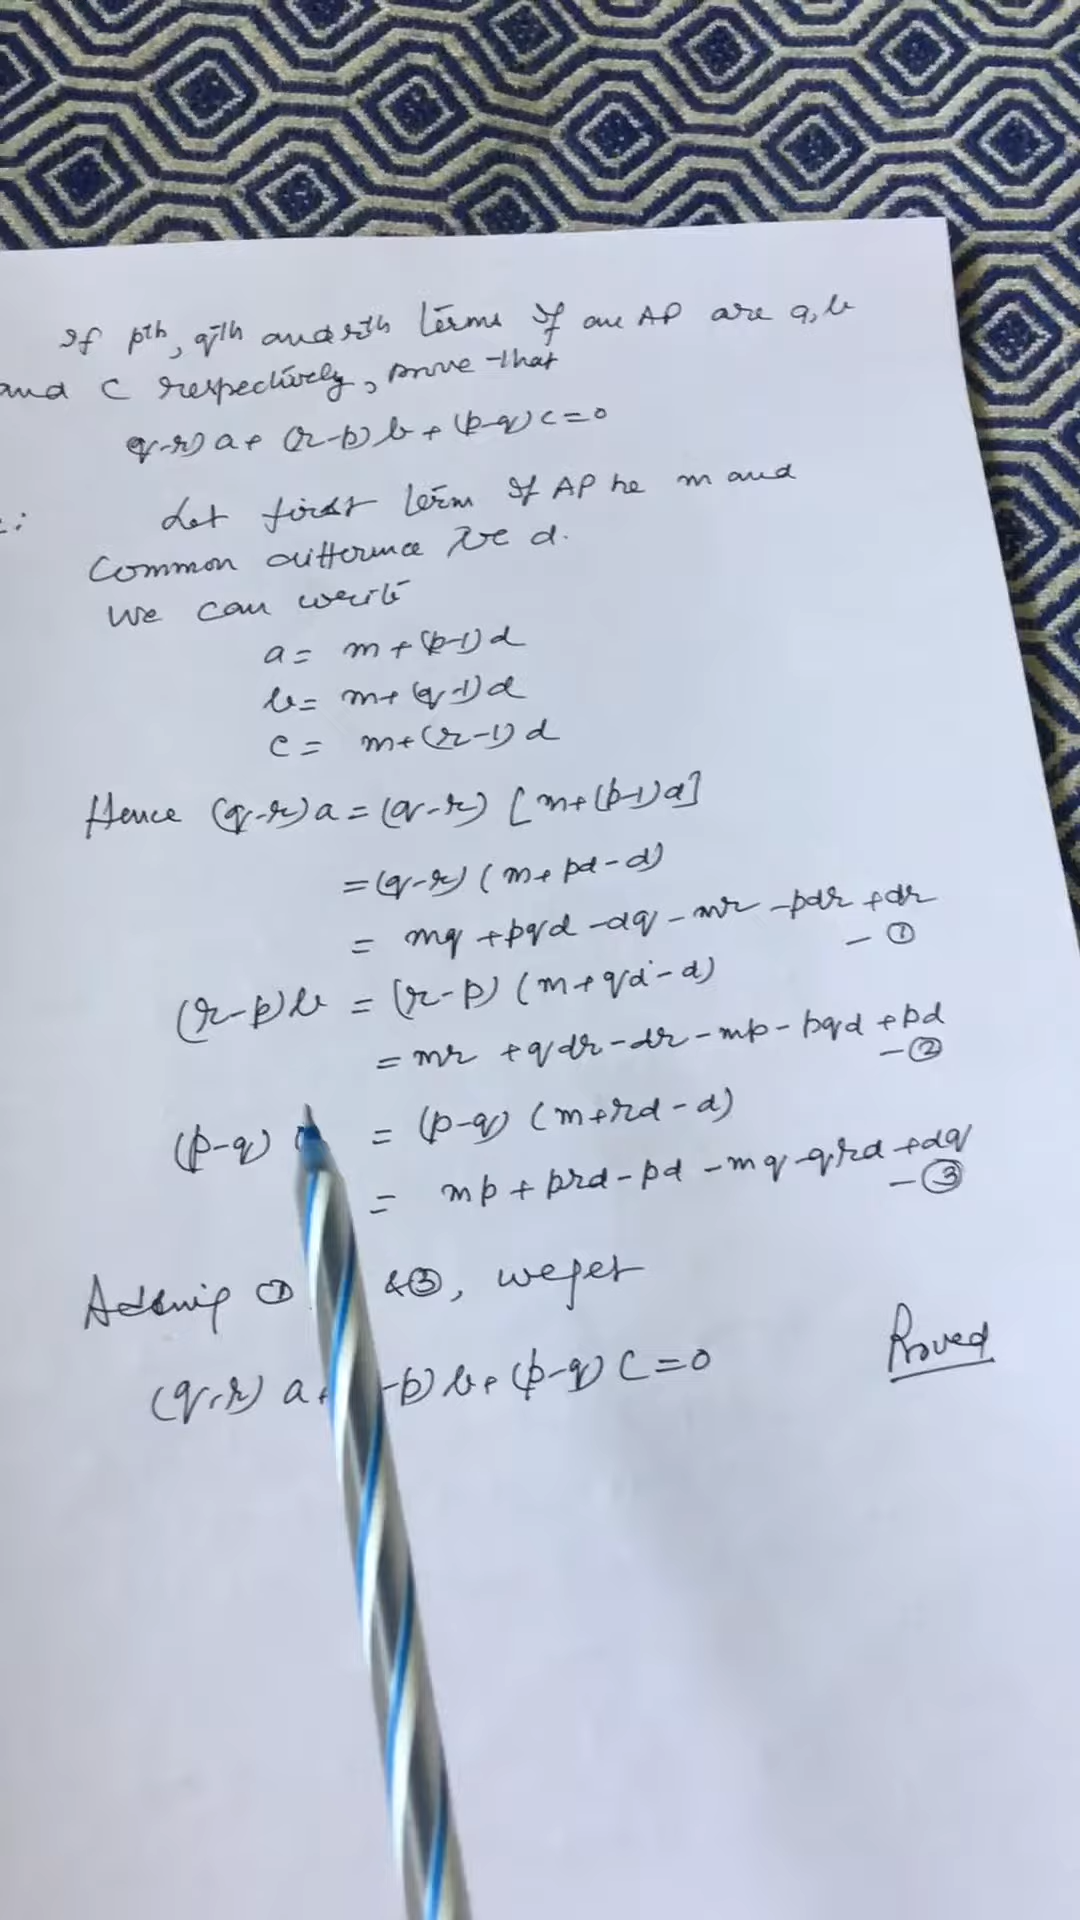 If pth, qth and rth terms of an AP are a, b
and c respectively, prove that
q-r) a + (r-p) b + (p-q) c = 0
Let first term of AP be m and
Common difference be d.
We can write
a = m + (p-1) d
b = m + (q-1) d
c = m + (r-1) d
Hence (q-r) a = (q-r) [m + (p-1) d]
= (q-r) (m + pd - d)
= mq + pqd - dq - mr - pdr + dr
- ①
(r-p) b = (r-p) (m + qd - d)
= mr + qdr - dr - mp - pqd + pd
- ②
(p-q) = (p-q) (m + rd - d)
= mp + prd - pd - mq - qrd + dq
- ③
Adding ① & ③, we get
(q-r) a + -p) b + (p-q) c = 0
Proved